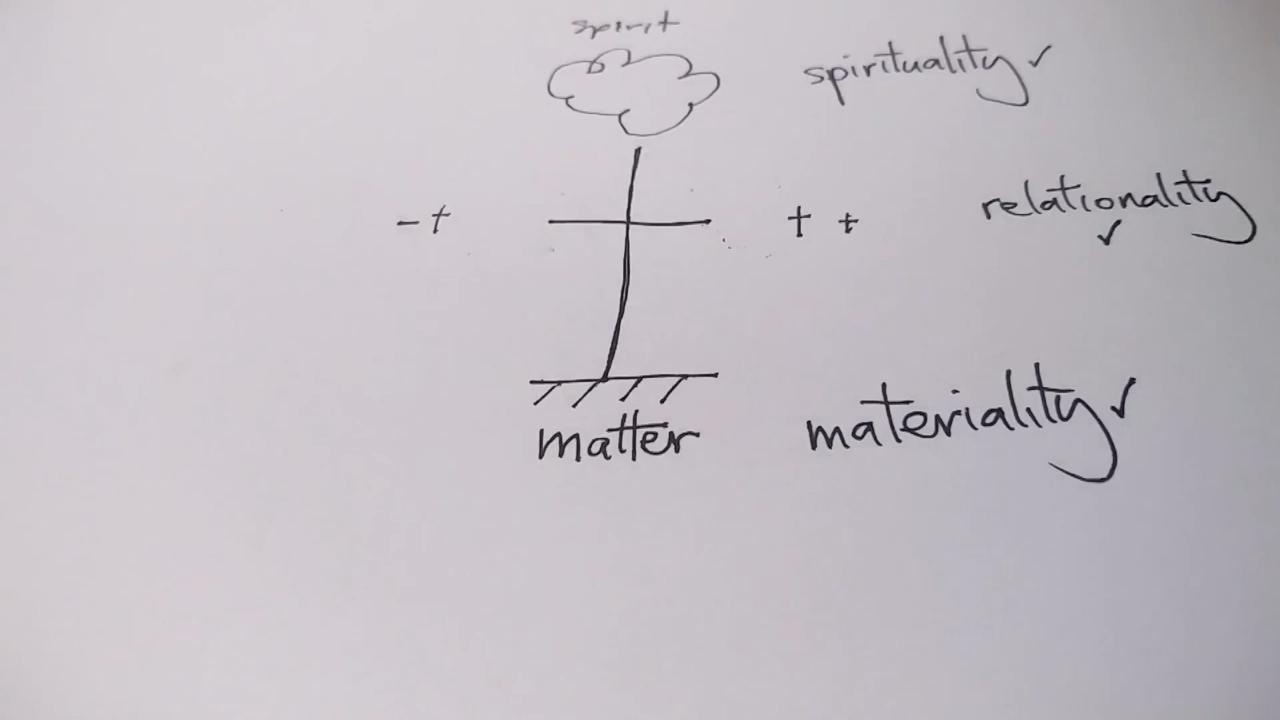 spirit
spirituality ✓
- + + + relationality
✓
matter materiality ✓